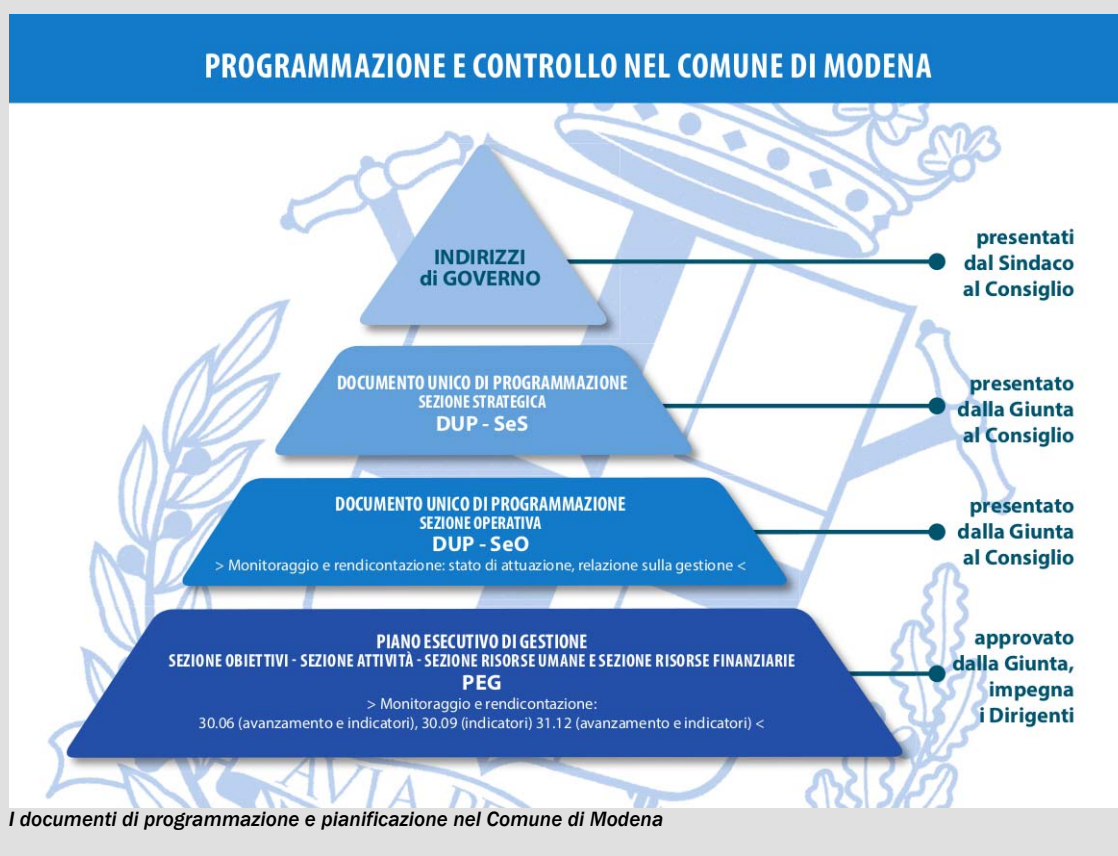 PROGRAMMAZIONE E CONTROLLO NEL COMUNE DI MODENA
INDIRIZZI
di GOVERNO
presentati
dal Sindaco
al Consiglio
DOCUMENTO UNICO DI PROGRAMMAZIONE
SEZIONE STRATEGICA
DUP - SeS
presentato
dalla Giunta
al Consiglio
DOCUMENTO UNICO DI PROGRAMMAZIONE
SEZIONE OPERATIVA
DUP - SeO
> Monitoraggio e rendicontazione: stato di attuazione, relazione sulla gestione <
presentato
dalla Giunta
al Consiglio
PIANO ESECUTIVO DI GESTIONE
SEZIONE OBIETTIVI - SEZIONE ATTIVITÀ - SEZIONE RISORSE UMANE E SEZIONE RISORSE FINANZIARIE
PEG
> Monitoraggio e rendicontazione:
30.06 (avanzamento e indicatori), 30.09 (indicatori) 31.12 (avanzamento e indicatori) <
approvato
dalla Giunta,
impegna
i Dirigenti
AVIA
I documenti di programmazione e pianificazione nel Comune di Modena